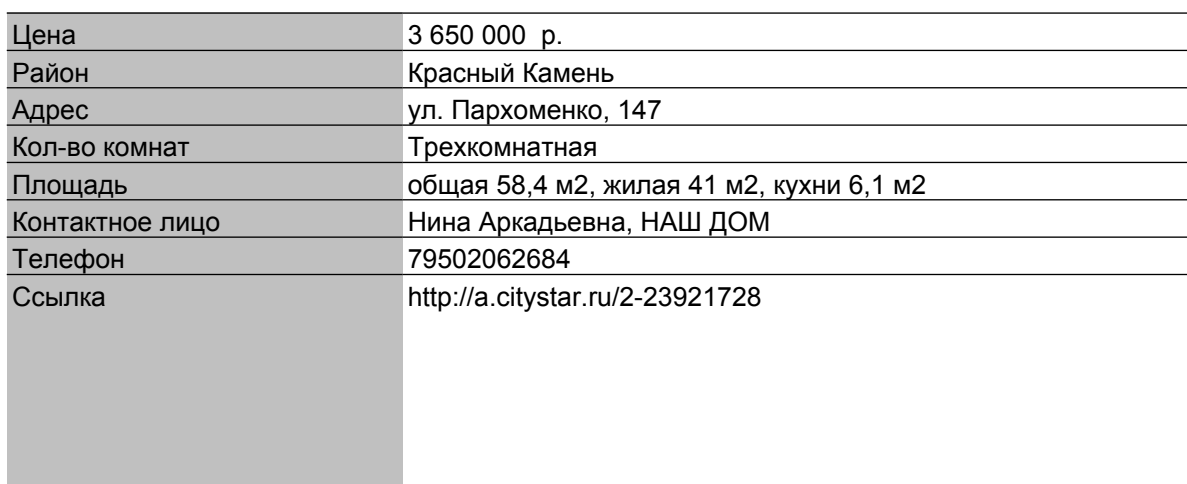 Цена 3 650 000 р.
Район Красный Камень
Адрес ул. Пархоменко, 147
Кол-во комнат Трехкомнатная
Площадь общая 58,4 м2, жилая 41 м2, кухни 6,1 м2
Контактное лицо Нина Аркадьевна, НАШ ДОМ
Телефон 79502062684
Ссылка http://a.citystar.ru/2-23921728